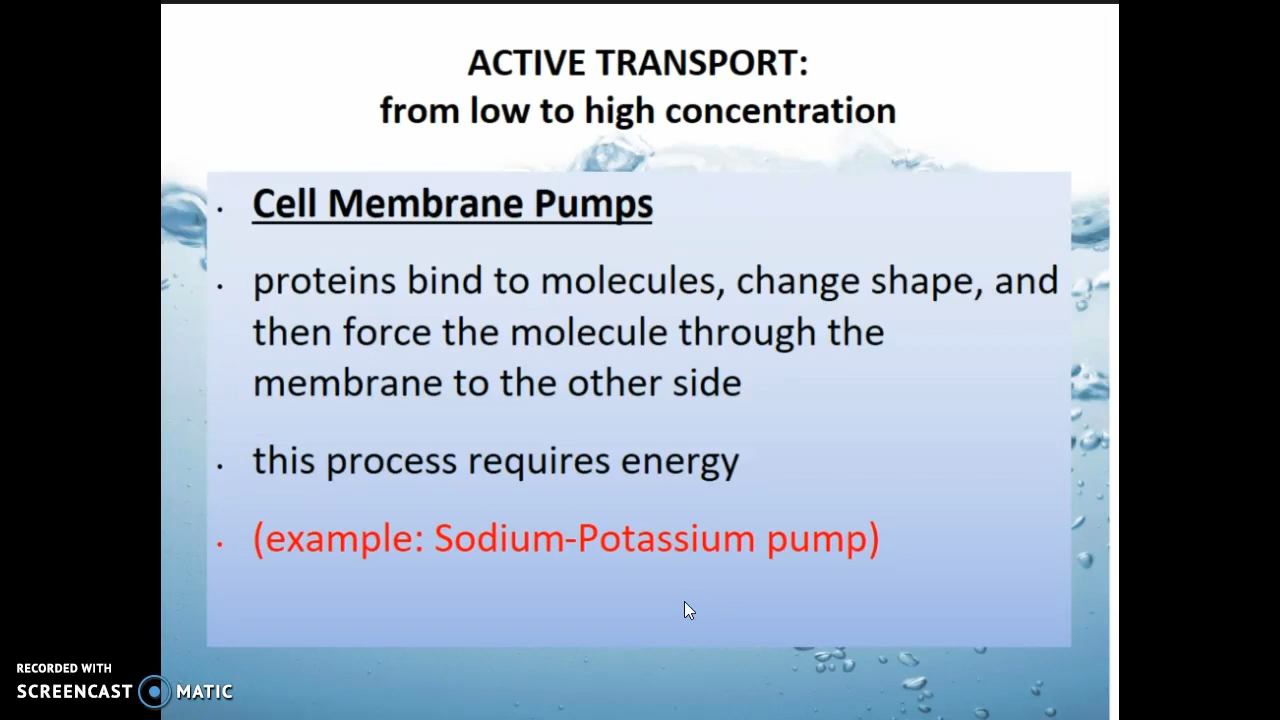 ACTIVE TRANSPORT:
from low to high concentration
• Cell Membrane Pumps
• proteins bind to molecules, change shape, and
then force the molecule through the
membrane to the other side
• this process requires energy
• (example: Sodium-Potassium pump)
RECORDED WITH
SCREENCAST MATIC